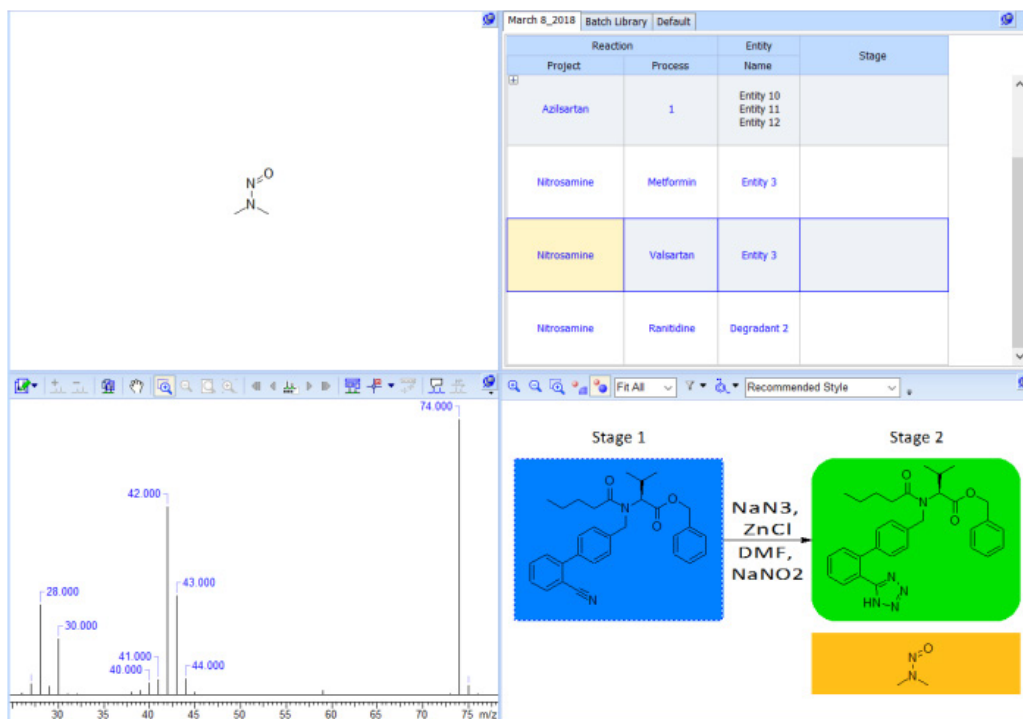 March 8_2018 Batch Library Default
Reaction Entity Stage
Project Process Name
Azilsartan 1 Entity 10
Entity 11
Entity 12
Nitrosamine Metformin Entity 3
Nitrosamine Valsartan Entity 3
Nitrosamine Ranitidine Degradant 2
N O
N
Fit All Recommended Style
74.000
42.000
43.000
28.000
30.000
41.000
40.000
44.000
30 35 40 45 50 55 60 65 70 75 m/z
Stage 1 Stage 2
O
N O
O
N
NaN3,
ZnCl
DMF,
NaNO2
O
N O
O
N
N
HN N
N O
N